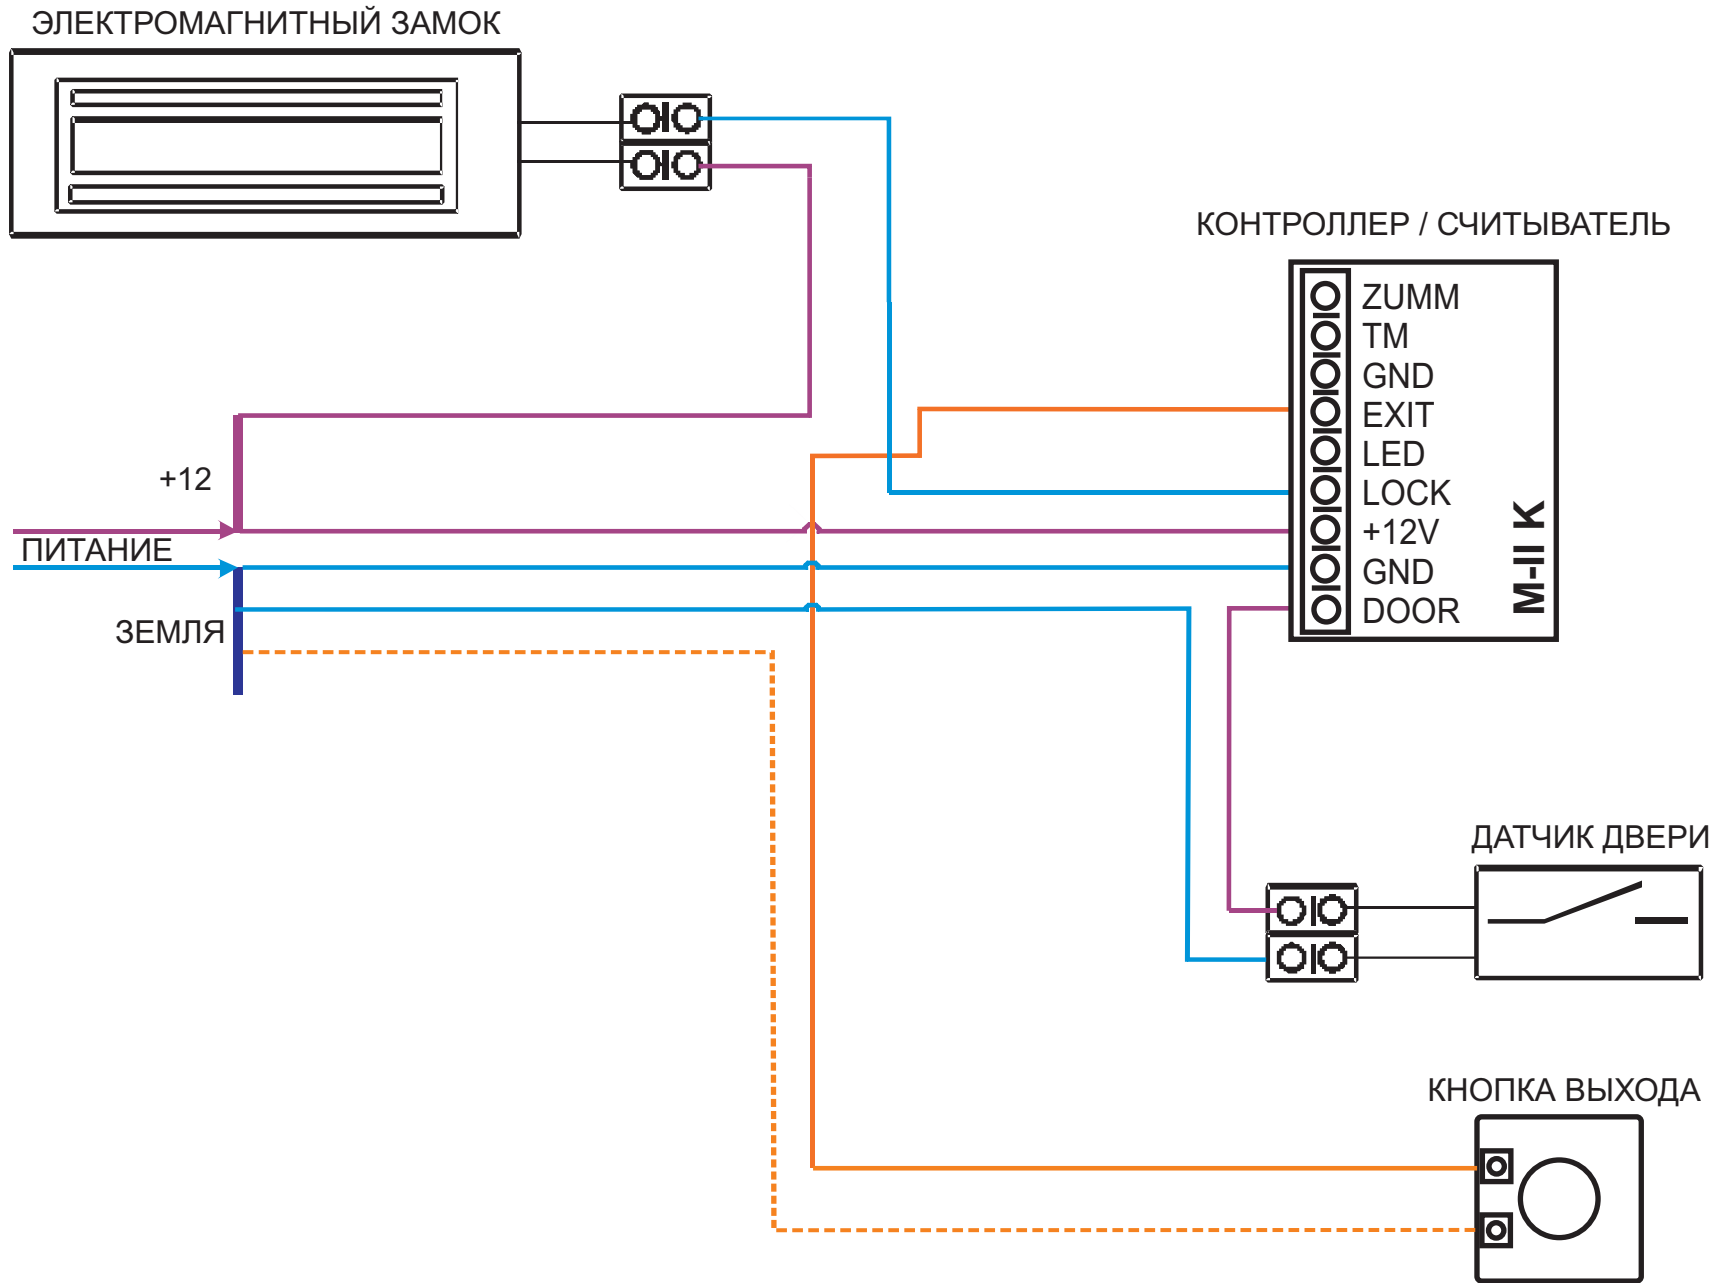 ЭЛЕКТРОМАГНИТНЫЙ ЗАМОК
КОНТРОЛЛЕР / СЧИТЫВАТЕЛЬ
ZUMM
TM
GND
EXIT
LED
LOCK
+12V
GND
DOOR
M-II K
+12
ПИТАНИЕ
ЗЕМЛЯ
ДАТЧИК ДВЕРИ
КНОПКА ВЫХОДА